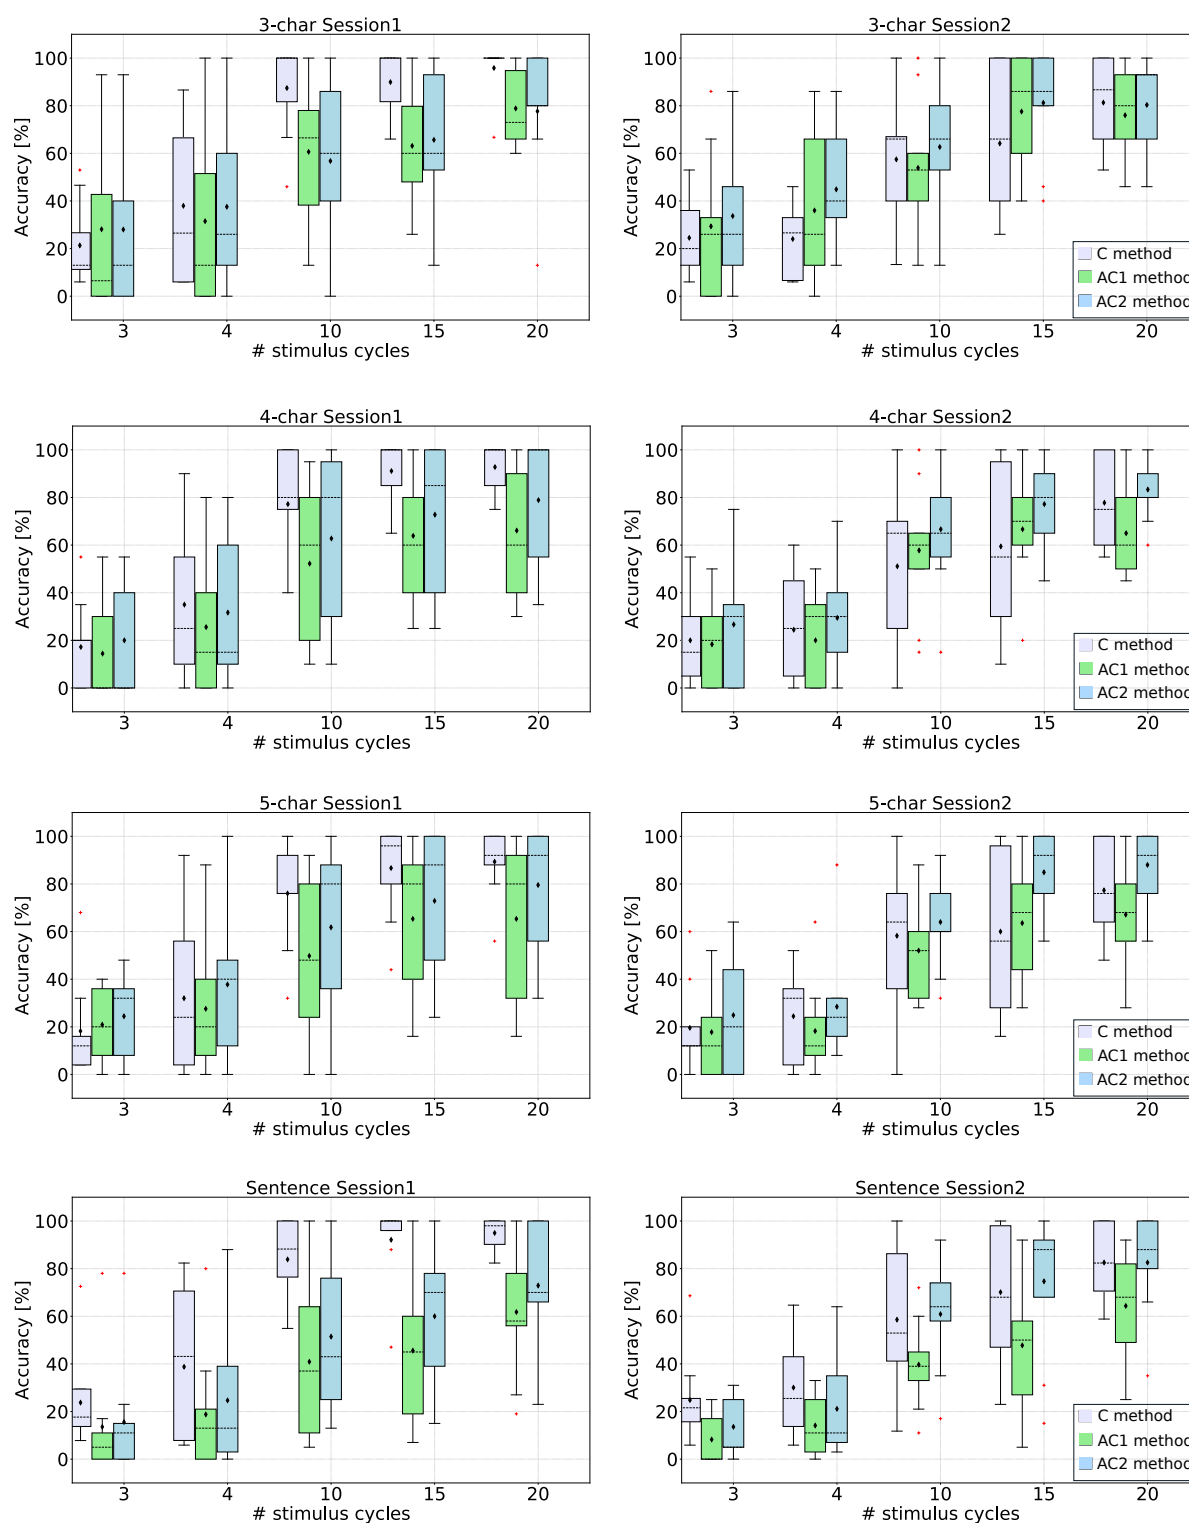 3-char Session1
3-char Session2
Accuracy [%]
100
80
60
40
20
0
3 4 10 15 20
# stimulus cycles
Accuracy [%]
100
80
60
40
20
0
3 4 10 15 20
# stimulus cycles
C method
AC1 method
AC2 method
4-char Session1
4-char Session2
Accuracy [%]
100
80
60
40
20
0
3 4 10 15 20
# stimulus cycles
Accuracy [%]
100
80
60
40
20
0
3 4 10 15 20
# stimulus cycles
C method
AC1 method
AC2 method
5-char Session1
5-char Session2
Accuracy [%]
100
80
60
40
20
0
3 4 10 15 20
# stimulus cycles
Accuracy [%]
100
80
60
40
20
0
3 4 10 15 20
# stimulus cycles
C method
AC1 method
AC2 method
Sentence Session1
Sentence Session2
Accuracy [%]
100
80
60
40
20
0
3 4 10 15 20
# stimulus cycles
Accuracy [%]
100
80
60
40
20
0
3 4 10 15 20
# stimulus cycles
C method
AC1 method
AC2 method